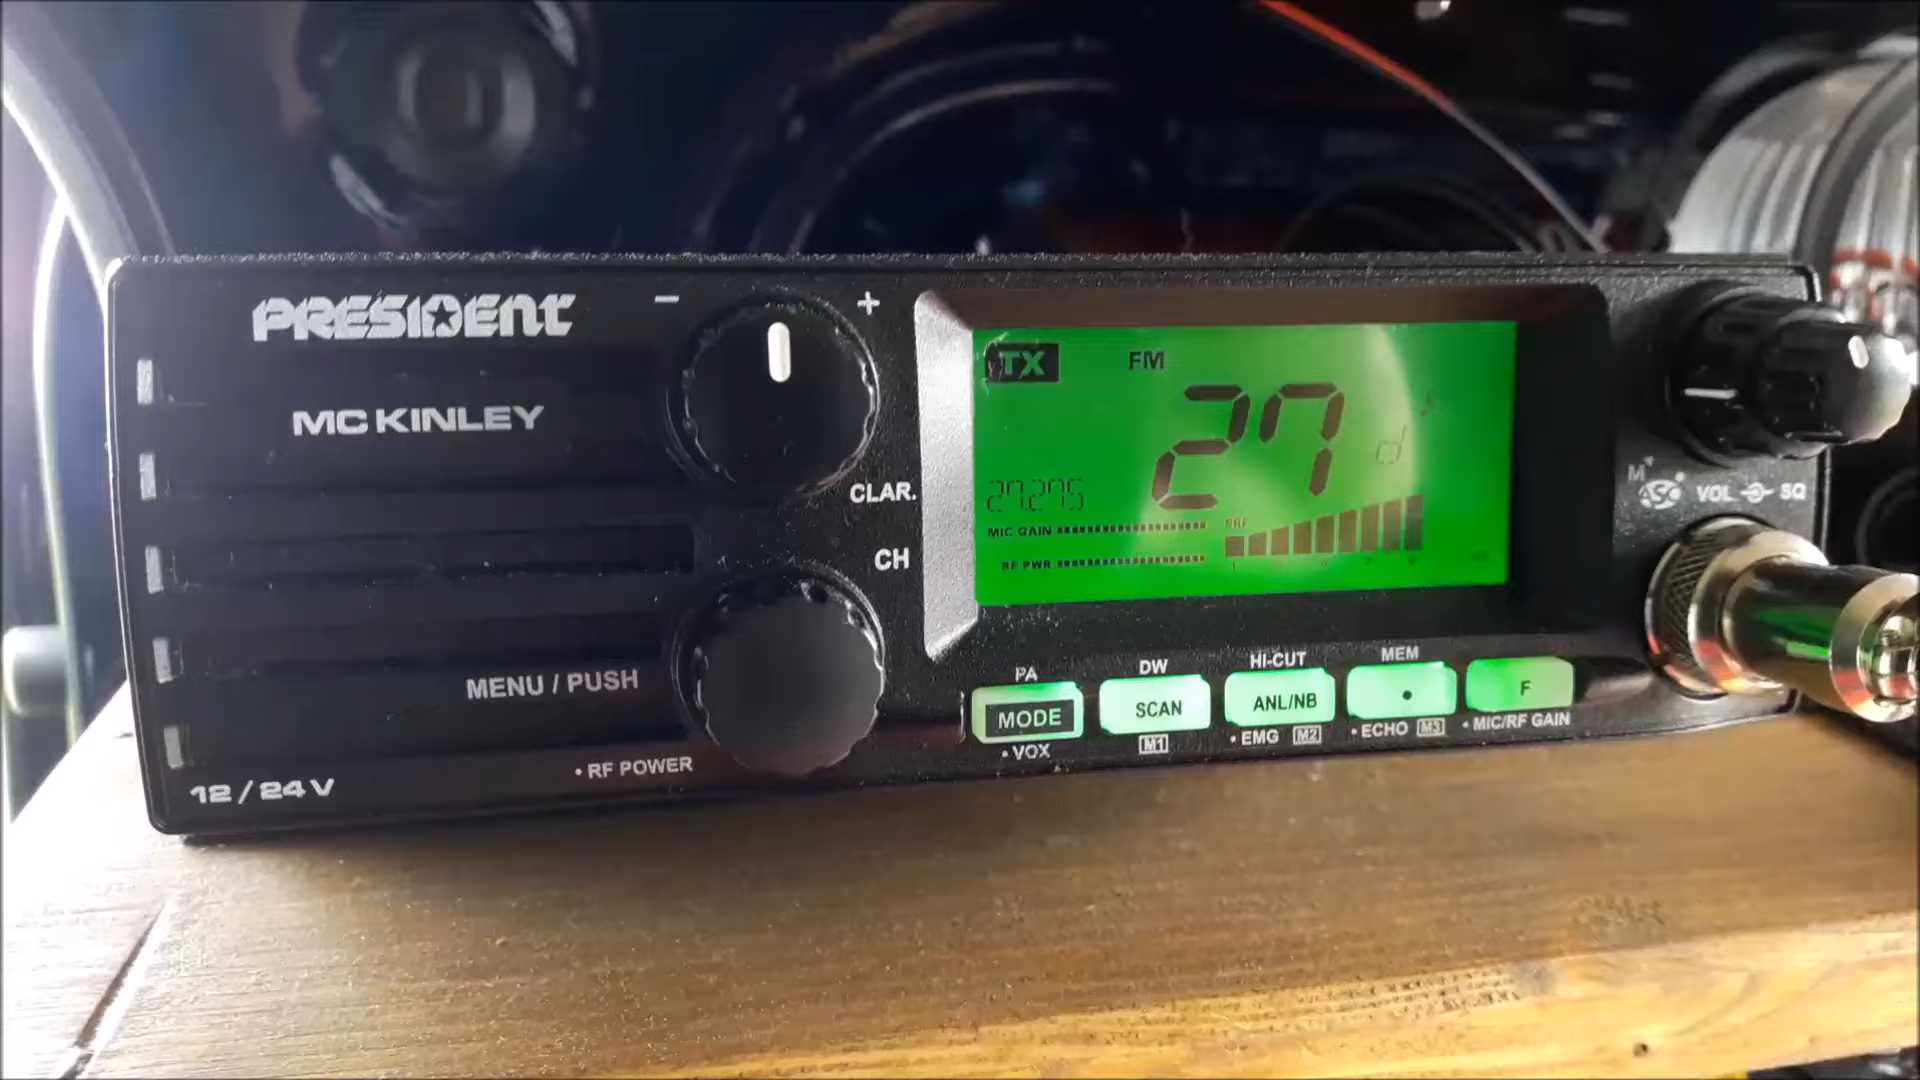 PRESIDENT
MC KINLEY
- +
CLAR.
CH
MENU / PUSH
• RF POWER
12 / 24 V
TX FM
27
27.275
MIC GAIN
RF PWR
ASC VOL SQ
PA DW HI-CUT MEM
MODE SCAN ANL/NB • F
• VOX M1 • EMG M2 • ECHO M3 • MIC/RF GAIN